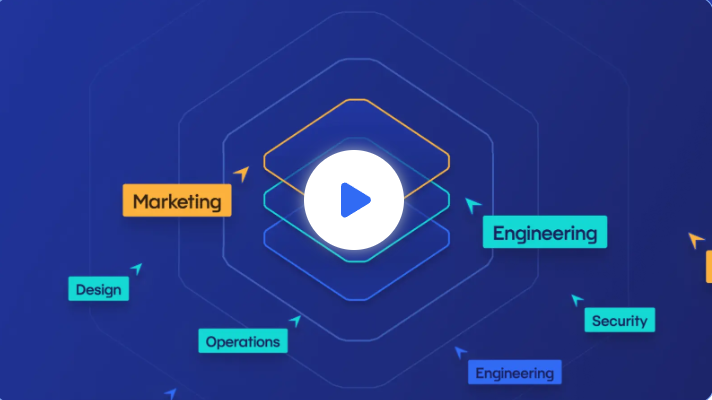 Marketing
Engineering
Design
Security
Operations
Engineering